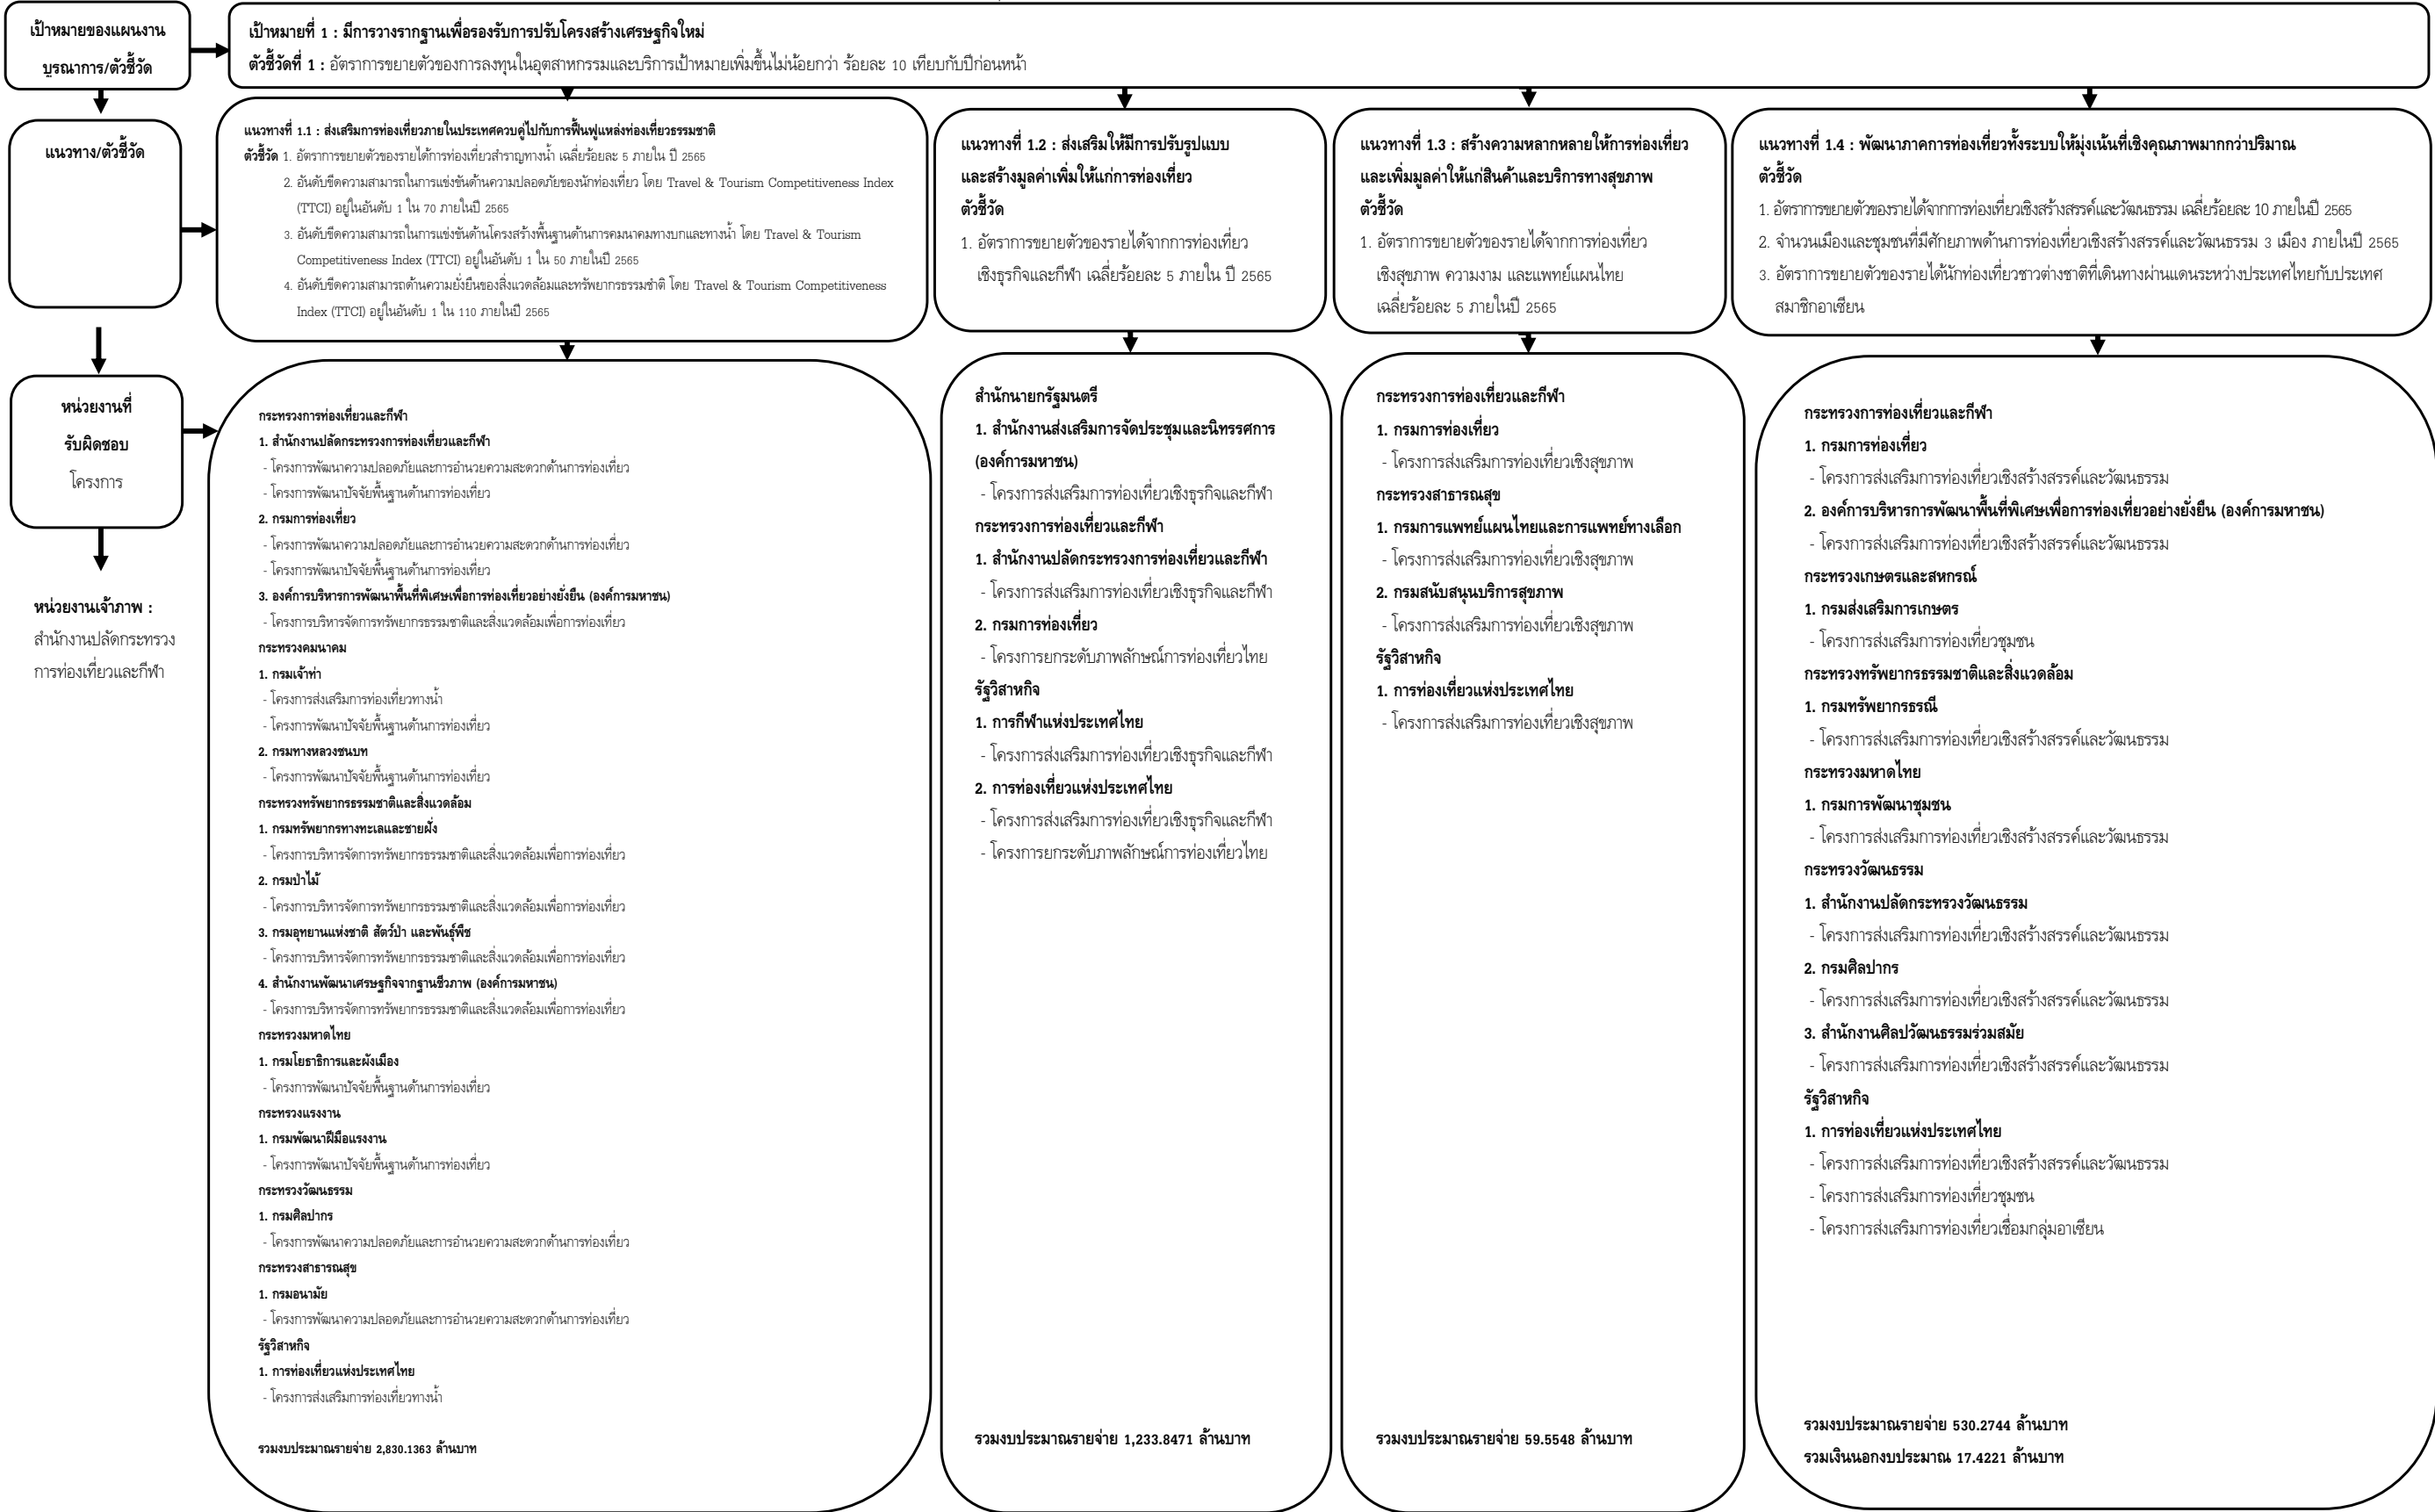 เป้าหมายของแผนงาน
บูรณาการ/ตัวชี้วัด
เป้าหมายที่ 1 : มีการวางรากฐานเพื่อรองรับการปรับโครงสร้างเศรษฐกิจใหม่
ตัวชี้วัดที่ 1 : อัตราการขยายตัวของการลงทุนในอุตสาหกรรมและบริการเป้าหมายเพิ่มขึ้นไม่น้อยกว่า ร้อยละ 10 เทียบกับปีก่อนหน้า
แนวทาง/ตัวชี้วัด
แนวทางที่ 1.1 : ส่งเสริมการท่องเที่ยวภายในประเทศควบคู่ไปกับการฟื้นฟูแหล่งท่องเที่ยวธรรมชาติ
ตัวชี้วัด 1. อัตราการขยายตัวของรายได้การท่องเที่ยวสำราญทางน้ำ เฉลี่ยร้อยละ 5 ภายใน ปี 2565
2. อันดับขีดความสามารถในการแข่งขันด้านความปลอดภัยของนักท่องเที่ยว โดย Travel & Tourism Competitiveness Index
(TTCI) อยู่ในอันดับ 1 ใน 70 ภายในปี 2565
3. อันดับขีดความสามารถในการแข่งขันด้านโครงสร้างพื้นฐานด้านการคมนาคมทางบกและทางน้ำ โดย Travel & Tourism
Competitiveness Index (TTCI) อยู่ในอันดับ 1 ใน 50 ภายในปี 2565
4. อันดับขีดความสามารถด้านความยั่งยืนของสิ่งแวดล้อมและทรัพยากรธรรมชาติ โดย Travel & Tourism Competitiveness
Index (TTCI) อยู่ในอันดับ 1 ใน 110 ภายในปี 2565
แนวทางที่ 1.2 : ส่งเสริมให้มีการปรับรูปแบบ
และสร้างมูลค่าเพิ่มให้แก่การท่องเที่ยว
ตัวชี้วัด
1. อัตราการขยายตัวของรายได้จากการท่องเที่ยว
เชิงธุรกิจและกีฬา เฉลี่ยร้อยละ 5 ภายใน ปี 2565
แนวทางที่ 1.3 : สร้างความหลากหลายให้การท่องเที่ยว
และเพิ่มมูลค่าให้แก่สินค้าและบริการทางสุขภาพ
ตัวชี้วัด
1. อัตราการขยายตัวของรายได้จากการท่องเที่ยว
เชิงสุขภาพ ความงาม และแพทย์แผนไทย
เฉลี่ยร้อยละ 5 ภายในปี 2565
แนวทางที่ 1.4 : พัฒนาภาคการท่องเที่ยวทั้งระบบให้มุ่งเน้นที่เชิงคุณภาพมากกว่าปริมาณ
ตัวชี้วัด
1. อัตราการขยายตัวของรายได้จากการท่องเที่ยวเชิงสร้างสรรค์และวัฒนธรรม เฉลี่ยร้อยละ 10 ภายในปี 2565
2. จำนวนเมืองและชุมชนที่มีศักยภาพด้านการท่องเที่ยวเชิงสร้างสรรค์และวัฒนธรรม 3 เมือง ภายในปี 2565
3. อัตราการขยายตัวของรายได้นักท่องเที่ยวชาวต่างชาติที่เดินทางผ่านแดนระหว่างประเทศไทยกับประเทศ
สมาชิกอาเซียน
หน่วยงานที่
รับผิดชอบ
โครงการ
หน่วยงานเจ้าภาพ :
สำนักงานปลัดกระทรวง
การท่องเที่ยวและกีฬา
กระทรวงการท่องเที่ยวและกีฬา
1. สำนักงานปลัดกระทรวงการท่องเที่ยวและกีฬา
- โครงการพัฒนาความปลอดภัยและการอำนวยความสะดวกด้านการท่องเที่ยว
- โครงการพัฒนาปัจจัยพื้นฐานด้านการท่องเที่ยว
2. กรมการท่องเที่ยว
- โครงการพัฒนาความปลอดภัยและการอำนวยความสะดวกด้านการท่องเที่ยว
- โครงการพัฒนาปัจจัยพื้นฐานด้านการท่องเที่ยว
3. องค์การบริหารการพัฒนาพื้นที่พิเศษเพื่อการท่องเที่ยวอย่างยั่งยืน (องค์การมหาชน)
- โครงการบริหารจัดการทรัพยากรธรรมชาติและสิ่งแวดล้อมเพื่อการท่องเที่ยว
กระทรวงคมนาคม
1. กรมเจ้าท่า
- โครงการส่งเสริมการท่องเที่ยวทางน้ำ
- โครงการพัฒนาปัจจัยพื้นฐานด้านการท่องเที่ยว
2. กรมทางหลวงชนบท
- โครงการพัฒนาปัจจัยพื้นฐานด้านการท่องเที่ยว
กระทรวงทรัพยากรธรรมชาติและสิ่งแวดล้อม
1. กรมทรัพยากรทางทะเลและชายฝั่ง
- โครงการบริหารจัดการทรัพยากรธรรมชาติและสิ่งแวดล้อมเพื่อการท่องเที่ยว
2. กรมป่าไม้
- โครงการบริหารจัดการทรัพยากรธรรมชาติและสิ่งแวดล้อมเพื่อการท่องเที่ยว
3. กรมอุทยานแห่งชาติ สัตว์ป่า และพันธุ์พืช
- โครงการบริหารจัดการทรัพยากรธรรมชาติและสิ่งแวดล้อมเพื่อการท่องเที่ยว
4. สำนักงานพัฒนาเศรษฐกิจจากฐานชีวภาพ (องค์การมหาชน)
- โครงการบริหารจัดการทรัพยากรธรรมชาติและสิ่งแวดล้อมเพื่อการท่องเที่ยว
กระทรวงมหาดไทย
1. กรมโยธาธิการและผังเมือง
- โครงการพัฒนาปัจจัยพื้นฐานด้านการท่องเที่ยว
กระทรวงแรงงาน
1. กรมพัฒนาฝีมือแรงงาน
- โครงการพัฒนาปัจจัยพื้นฐานด้านการท่องเที่ยว
กระทรวงวัฒนธรรม
1. กรมศิลปากร
- โครงการพัฒนาความปลอดภัยและการอำนวยความสะดวกด้านการท่องเที่ยว
กระทรวงสาธารณสุข
1. กรมอนามัย
- โครงการพัฒนาความปลอดภัยและการอำนวยความสะดวกด้านการท่องเที่ยว
รัฐวิสาหกิจ
1. การท่องเที่ยวแห่งประเทศไทย
- โครงการส่งเสริมการท่องเที่ยวทางน้ำ
รวมงบประมาณรายจ่าย 2,830.1363 ล้านบาท
สำนักนายกรัฐมนตรี
1. สำนักงานส่งเสริมการจัดประชุมและนิทรรศการ
(องค์การมหาชน)
- โครงการส่งเสริมการท่องเที่ยวเชิงธุรกิจและกีฬา
กระทรวงการท่องเที่ยวและกีฬา
1. สำนักงานปลัดกระทรวงการท่องเที่ยวและกีฬา
- โครงการส่งเสริมการท่องเที่ยวเชิงธุรกิจและกีฬา
2. กรมการท่องเที่ยว
- โครงการยกระดับภาพลักษณ์การท่องเที่ยวไทย
รัฐวิสาหกิจ
1. การกีฬาแห่งประเทศไทย
- โครงการส่งเสริมการท่องเที่ยวเชิงธุรกิจและกีฬา
2. การท่องเที่ยวแห่งประเทศไทย
- โครงการส่งเสริมการท่องเที่ยวเชิงธุรกิจและกีฬา
- โครงการยกระดับภาพลักษณ์การท่องเที่ยวไทย
รวมงบประมาณรายจ่าย 1,233.8471 ล้านบาท
กระทรวงการท่องเที่ยวและกีฬา
1. กรมการท่องเที่ยว
- โครงการส่งเสริมการท่องเที่ยวเชิงสุขภาพ
กระทรวงสาธารณสุข
1. กรมการแพทย์แผนไทยและการแพทย์ทางเลือก
- โครงการส่งเสริมการท่องเที่ยวเชิงสุขภาพ
2. กรมสนับสนุนบริการสุขภาพ
- โครงการส่งเสริมการท่องเที่ยวเชิงสุขภาพ
รัฐวิสาหกิจ
1. การท่องเที่ยวแห่งประเทศไทย
- โครงการส่งเสริมการท่องเที่ยวเชิงสุขภาพ
รวมงบประมาณรายจ่าย 59.5548 ล้านบาท
กระทรวงการท่องเที่ยวและกีฬา
1. กรมการท่องเที่ยว
- โครงการส่งเสริมการท่องเที่ยวเชิงสร้างสรรค์และวัฒนธรรม
2. องค์การบริหารการพัฒนาพื้นที่พิเศษเพื่อการท่องเที่ยวอย่างยั่งยืน (องค์การมหาชน)
- โครงการส่งเสริมการท่องเที่ยวเชิงสร้างสรรค์และวัฒนธรรม
กระทรวงเกษตรและสหกรณ์
1. กรมส่งเสริมการเกษตร
- โครงการส่งเสริมการท่องเที่ยวชุมชน
กระทรวงทรัพยากรธรรมชาติและสิ่งแวดล้อม
1. กรมทรัพยากรธรณี
- โครงการส่งเสริมการท่องเที่ยวเชิงสร้างสรรค์และวัฒนธรรม
กระทรวงมหาดไทย
1. กรมการพัฒนาชุมชน
- โครงการส่งเสริมการท่องเที่ยวเชิงสร้างสรรค์และวัฒนธรรม
กระทรวงวัฒนธรรม
1. สำนักงานปลัดกระทรวงวัฒนธรรม
- โครงการส่งเสริมการท่องเที่ยวเชิงสร้างสรรค์และวัฒนธรรม
2. กรมศิลปากร
- โครงการส่งเสริมการท่องเที่ยวเชิงสร้างสรรค์และวัฒนธรรม
3. สำนักงานศิลปวัฒนธรรมร่วมสมัย
- โครงการส่งเสริมการท่องเที่ยวเชิงสร้างสรรค์และวัฒนธรรม
รัฐวิสาหกิจ
1. การท่องเที่ยวแห่งประเทศไทย
- โครงการส่งเสริมการท่องเที่ยวเชิงสร้างสรรค์และวัฒนธรรม
- โครงการส่งเสริมการท่องเที่ยวชุมชน
- โครงการส่งเสริมการท่องเที่ยวเชื่อมกลุ่มอาเซียน
รวมงบประมาณรายจ่าย 530.2744 ล้านบาท
รวมเงินนอกงบประมาณ 17.4221 ล้านบาท